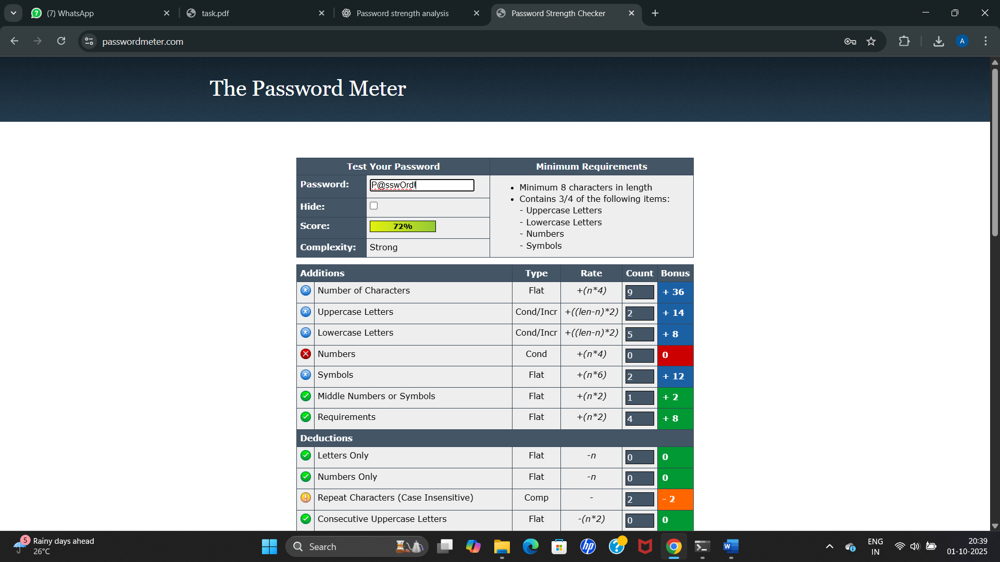 (7) WhatsApp
task.pdf
Password strength analysis
Password Strength Checker
passwordmeter.com
A
The Password Meter
Test Your Password
Minimum Requirements
Password: P@sswOrd!
Hide:
Score: 72%
Complexity: Strong
• Minimum 8 characters in length
• Contains 3/4 of the following items:
- Uppercase Letters
- Lowercase Letters
- Numbers
- Symbols
Additions Type Rate Count Bonus
Number of Characters Flat +(n*4) 9 + 36
Uppercase Letters Cond/Incr +((len-n)*2) 2 + 14
Lowercase Letters Cond/Incr +((len-n)*2) 5 + 8
Numbers Cond +(n*4) 0 0
Symbols Flat +(n*6) 2 + 12
Middle Numbers or Symbols Flat +(n*2) 1 + 2
Requirements Flat +(n*2) 4 + 8
Deductions
Letters Only Flat -n 0 0
Numbers Only Flat -n 0 0
Repeat Characters (Case Insensitive) Comp - 2 - 2
Consecutive Uppercase Letters Flat -(n*2) 0 0
5
Rainy days ahead
26°C
Search
hp
?
W
ENG
IN
20:39
01-10-2025